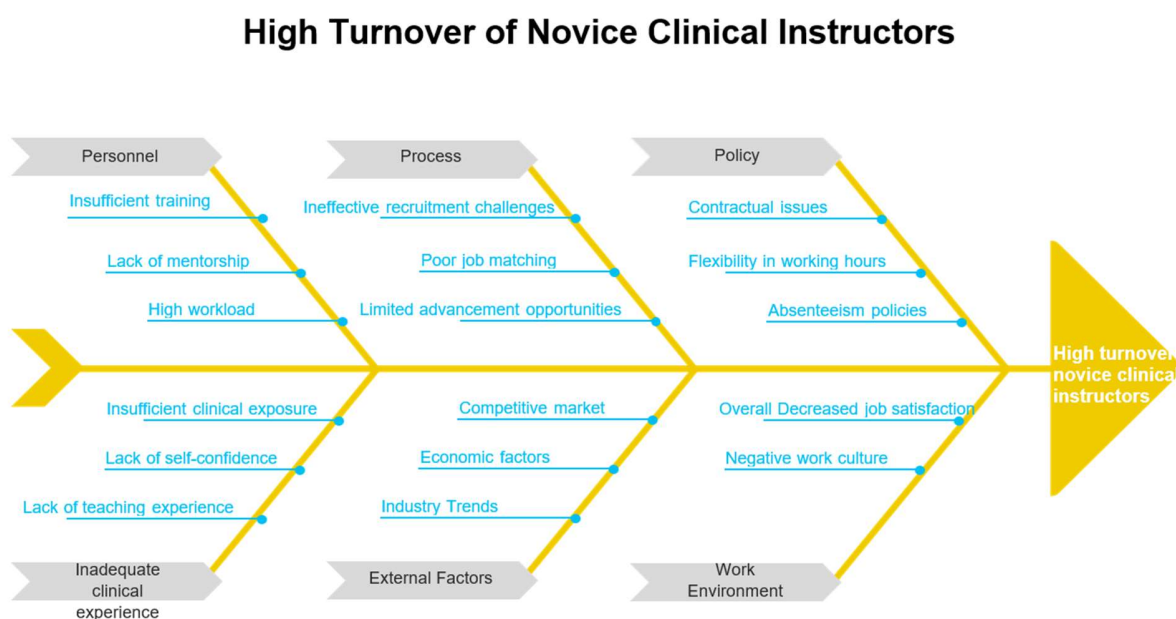 High Turnover of Novice Clinical Instructors
Personnel
Insufficient training
Lack of mentorship
High workload
Process
Ineffective recruitment challenges
Poor job matching
Limited advancement opportunities
Policy
Contractual issues
Flexibility in working hours
Absenteeism policies
High turnover
novice clinical
instructors
Insufficient clinical exposure
Lack of self-confidence
Lack of teaching experience
Inadequate
clinical
experience
Competitive market
Economic factors
Industry Trends
External Factors
Overall Decreased job satisfaction
Negative work culture
Work
Environment